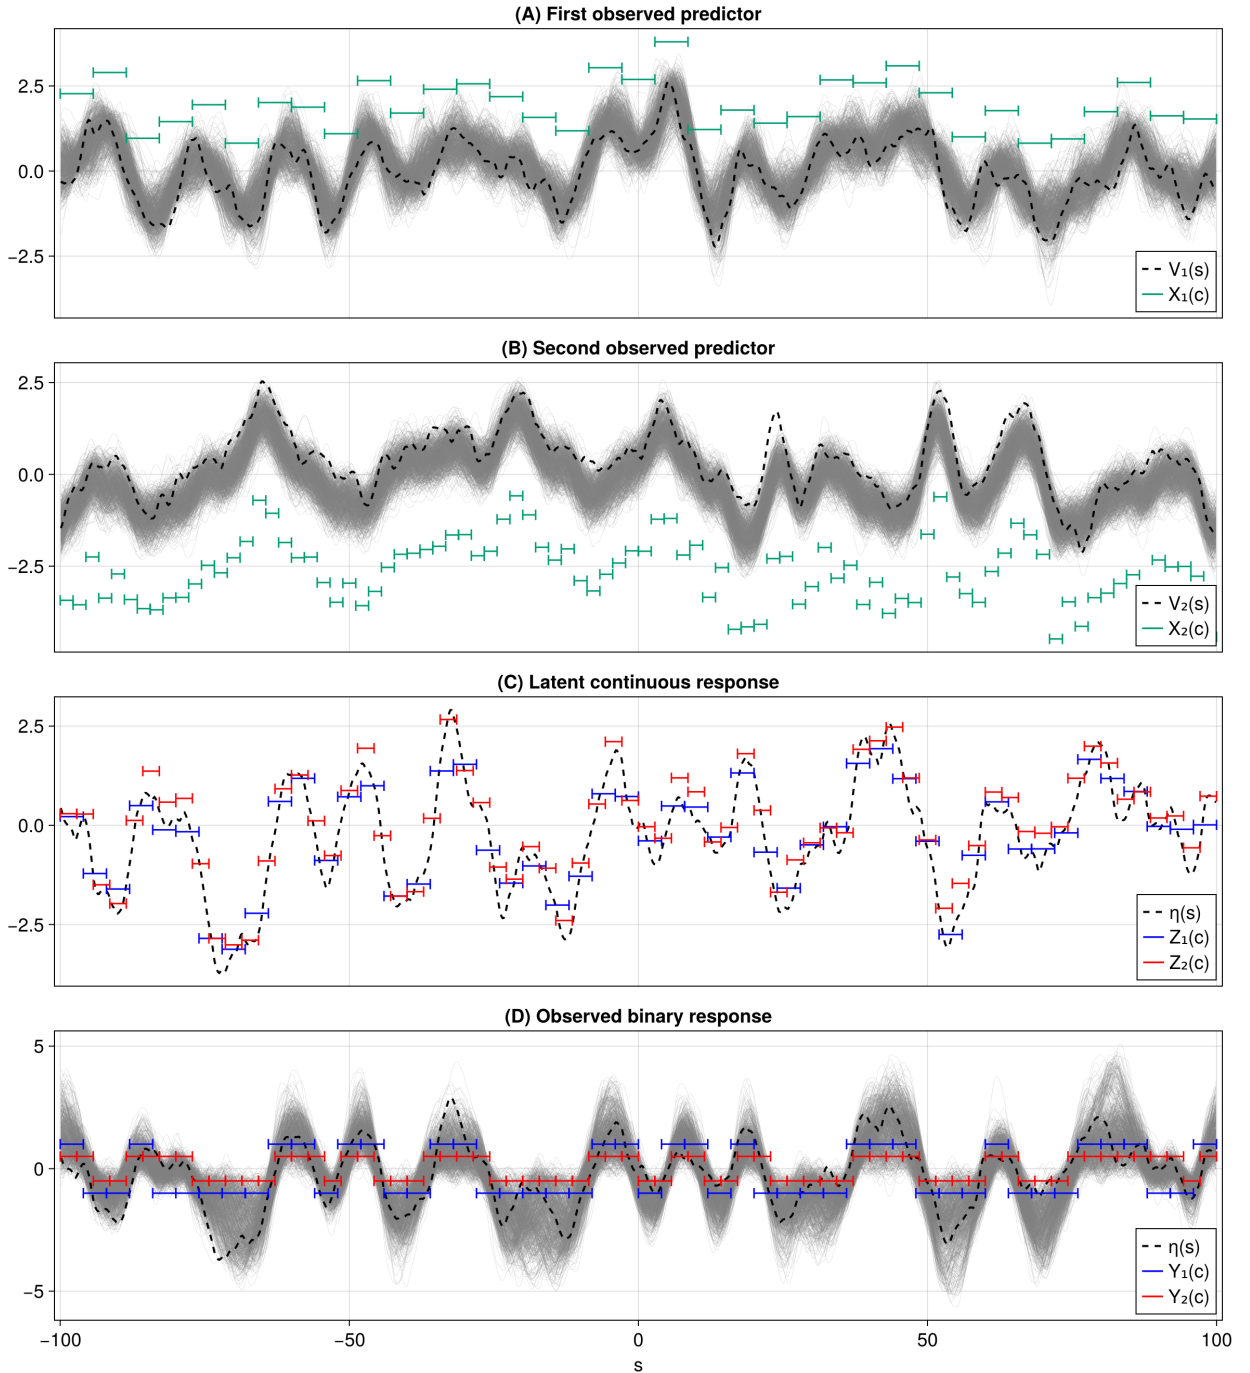 (A) First observed predictor
2.5
0.0
−2.5
V₁(s)
X₁(c)
(B) Second observed predictor
2.5
0.0
−2.5
V₂(s)
X₂(c)
(C) Latent continuous response
2.5
0.0
−2.5
η(s)
Z₁(c)
Z₂(c)
(D) Observed binary response
5
0
−5
η(s)
Y₁(c)
Y₂(c)
−100
−50
0
50
100
s